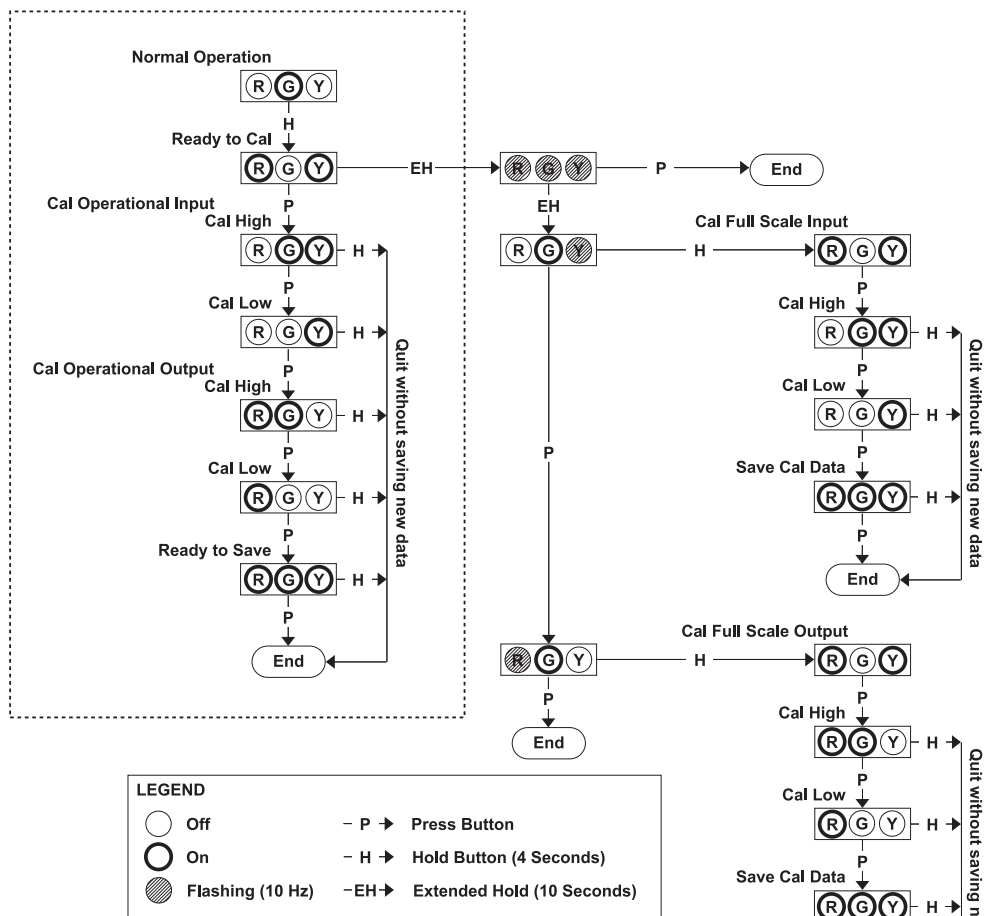 Normal Operation
R G Y
H
Ready to Cal
R G Y
EH
R G Y
P
End
P
EH
Cal Operational Input
Cal High
R G Y
H
R G Y
H
Cal Full Scale Input
R G Y
P
P
Cal Low
R G Y
H
Cal High
R G Y
H
P
P
Cal Operational Output
Cal High
R G Y
H
Cal Low
R G Y
H
P
P
P
Cal Low
R G Y
H
Save Cal Data
R G Y
H
P
P
Ready to Save
R G Y
H
End
P
End
Quit without saving new data
Quit without saving new data
R G Y
H
Cal Full Scale Output
R G Y
P
P
End
Cal High
R G Y
H
P
Cal Low
R G Y
H
P
Save Cal Data
R G Y
H
Quit without saving n
LEGEND
Off
On
Flashing (10 Hz)
P
Press Button
H
Hold Button (4 Seconds)
EH
Extended Hold (10 Seconds)